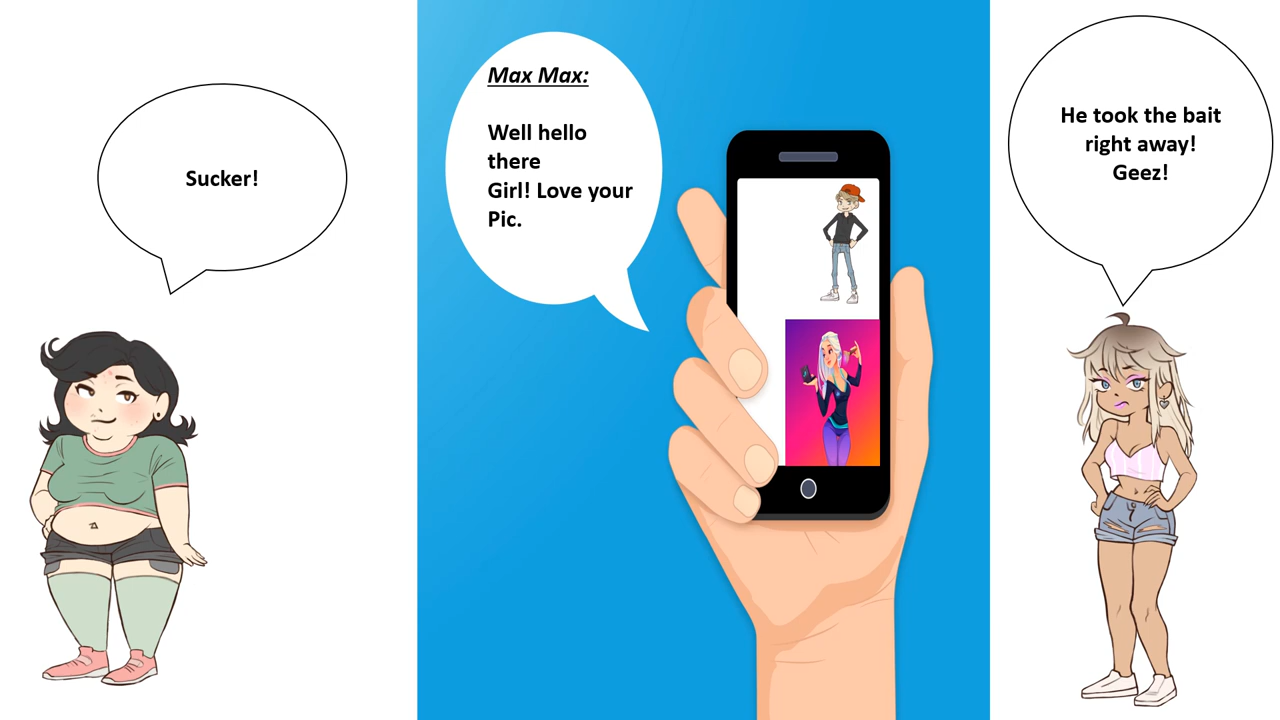 Sucker!
Max Max:
Well hello
there
Girl! Love your
Pic.
He took the bait
right away!
Geez!